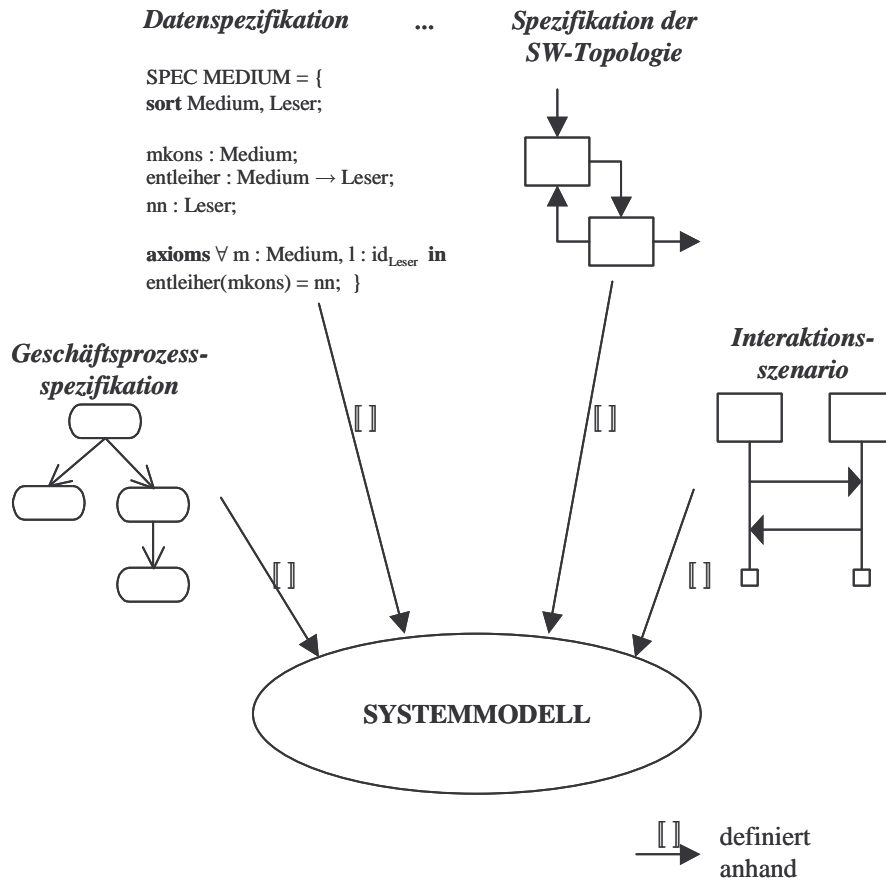 Datenspezifikation ... Spezifikation der
SW-Topologie
SPEC MEDIUM = {
sort Medium, Leser;
mkons : Medium;
entleiher : Medium → Leser;
nn : Leser;
axioms ∀ m : Medium, l : id_Leser in
entleiher(mkons) = nn; }
Geschäftsprozess-
spezifikation
Interaktions-
szenario
⟦ ⟧
⟦ ⟧
⟦ ⟧
⟦ ⟧
SYSTEMMODELL
⟦ ⟧ definiert
anhand